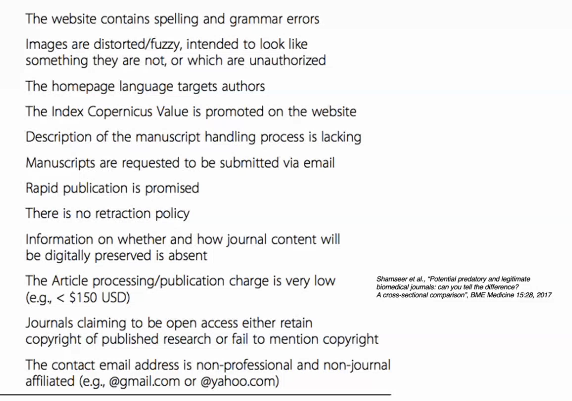 The website contains spelling and grammar errors
Images are distorted/fuzzy, intended to look like
something they are not, or which are unauthorized
The homepage language targets authors
The Index Copernicus Value is promoted on the website
Description of the manuscript handling process is lacking
Manuscripts are requested to be submitted via email
Rapid publication is promised
There is no retraction policy
Information on whether and how journal content will
be digitally preserved is absent
The Article processing/publication charge is very low
(e.g., < $150 USD)
Journals claiming to be open access either retain
copyright of published research or fail to mention copyright
The contact email address is non-professional and non-journal
affiliated (e.g., @gmail.com or @yahoo.com)
Shamseer et al., "Potential predatory and legitimate
biomedical journals: can you tell the difference?
A cross-sectional comparison", BME Medicine 15:28, 2017